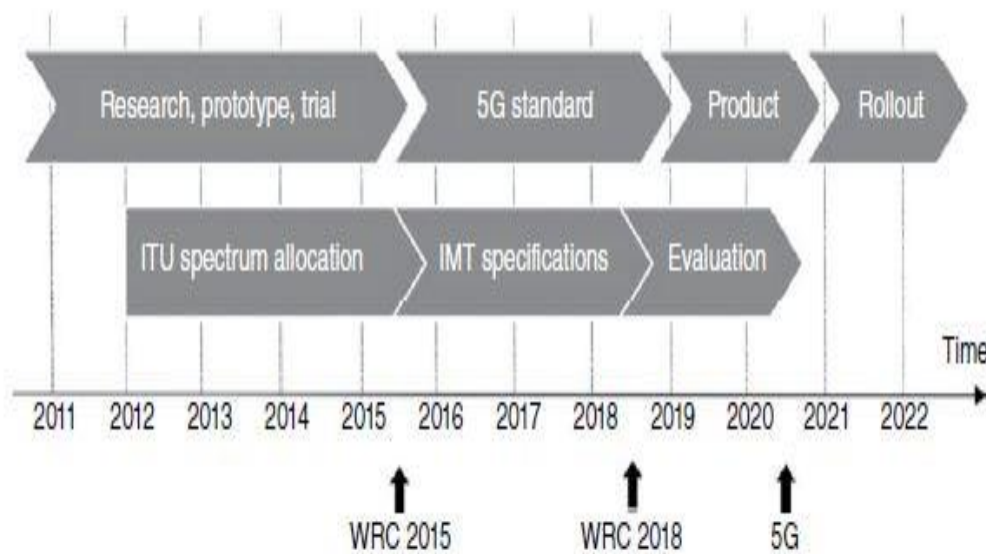 Research, prototype, trial 5G standard Product Rollout
ITU spectrum allocation IMT specifications Evaluation
Time
2011 2012 2013 2014 2015 2016 2017 2018 2019 2020 2021 2022
WRC 2015 WRC 2018 5G